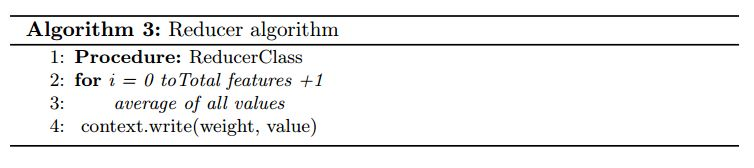 Algorithm 3: Reducer algorithm
1: Procedure: ReducerClass
2: for i = 0 toTotal features +1
3: average of all values
4: context.write(weight, value)